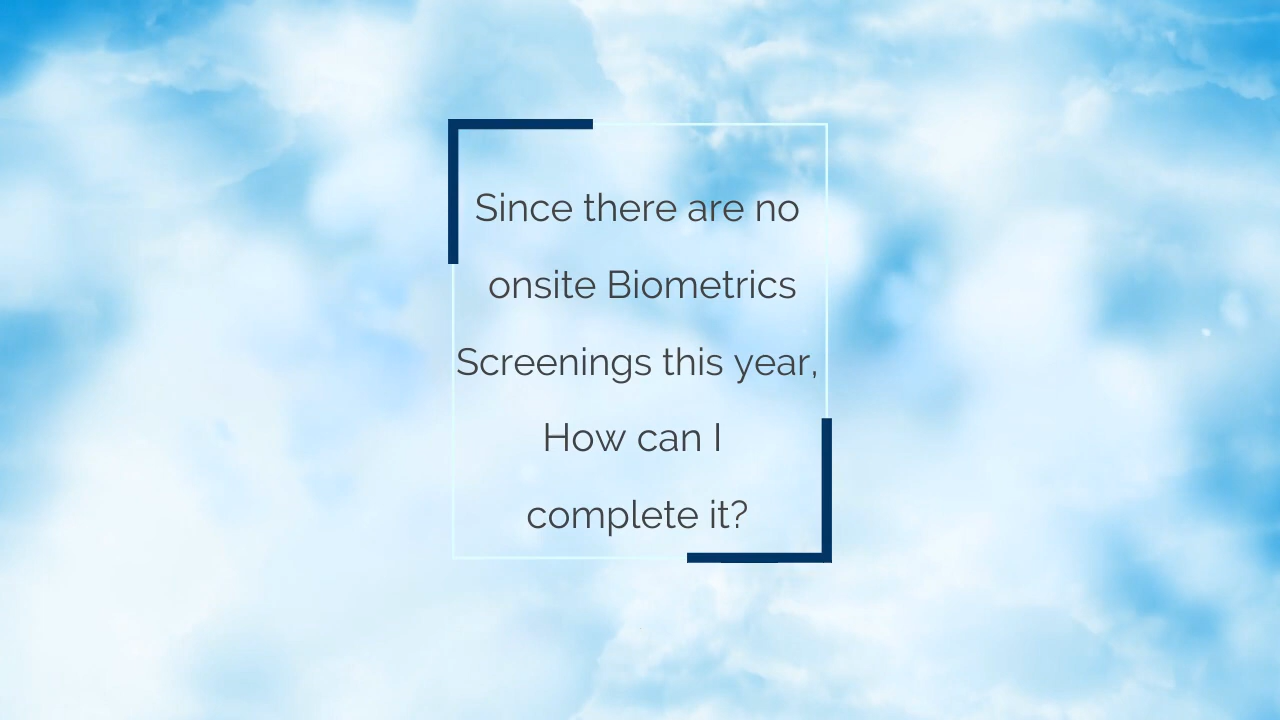 Since there are no
onsite Biometrics
Screenings this year,
How can I
complete it?